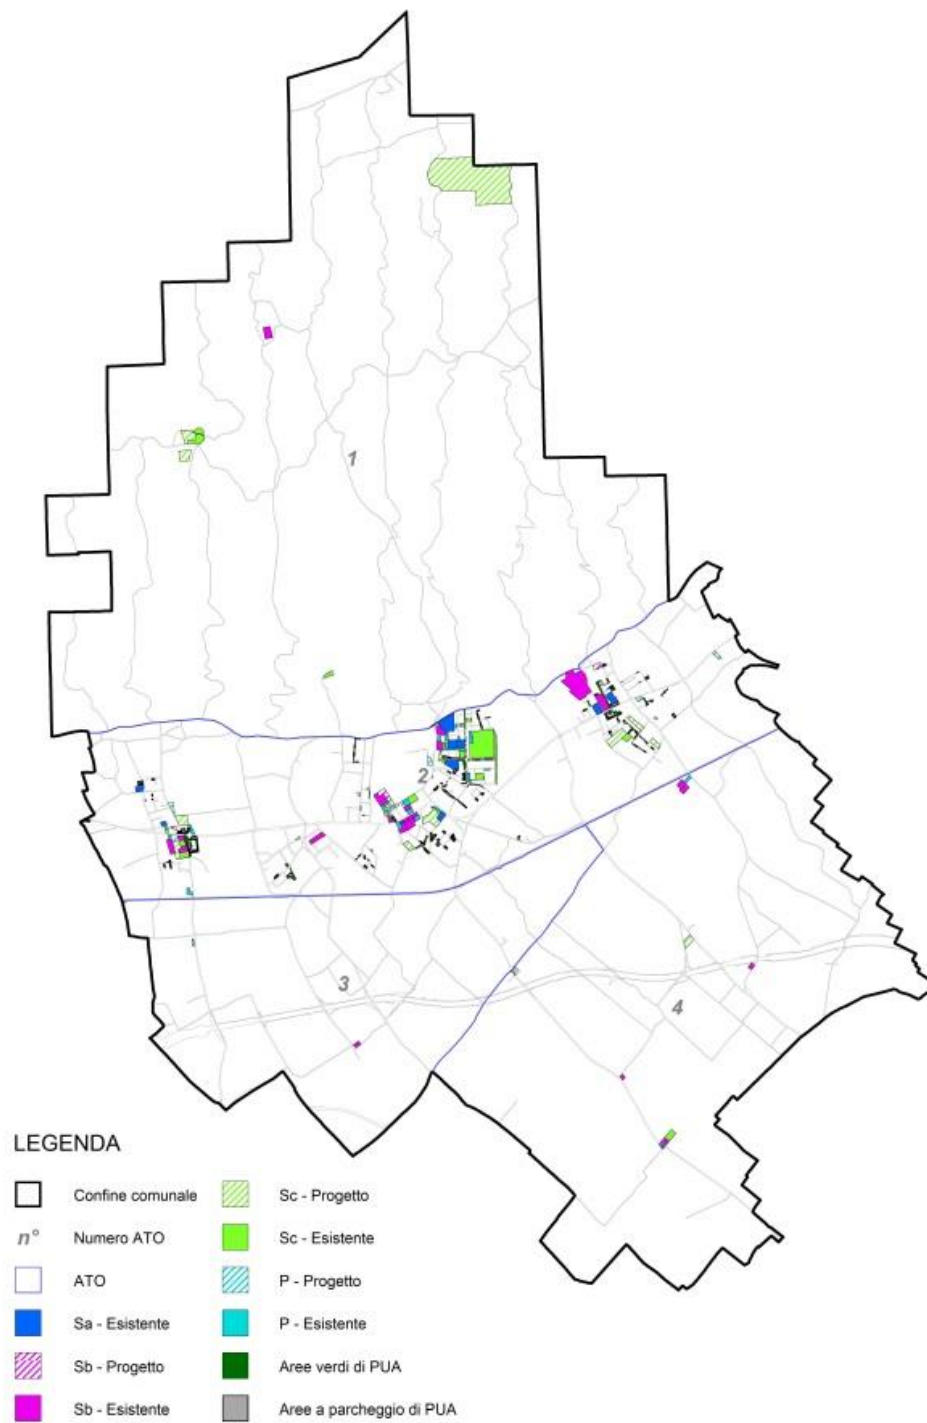 1
2
3
4
LEGENDA
Confine comunale
n° Numero ATO
ATO
Sa - Esistente
Sb - Progetto
Sb - Esistente
Sc - Progetto
Sc - Esistente
P - Progetto
P - Esistente
Aree verdi di PUA
Aree a parcheggio di PUA